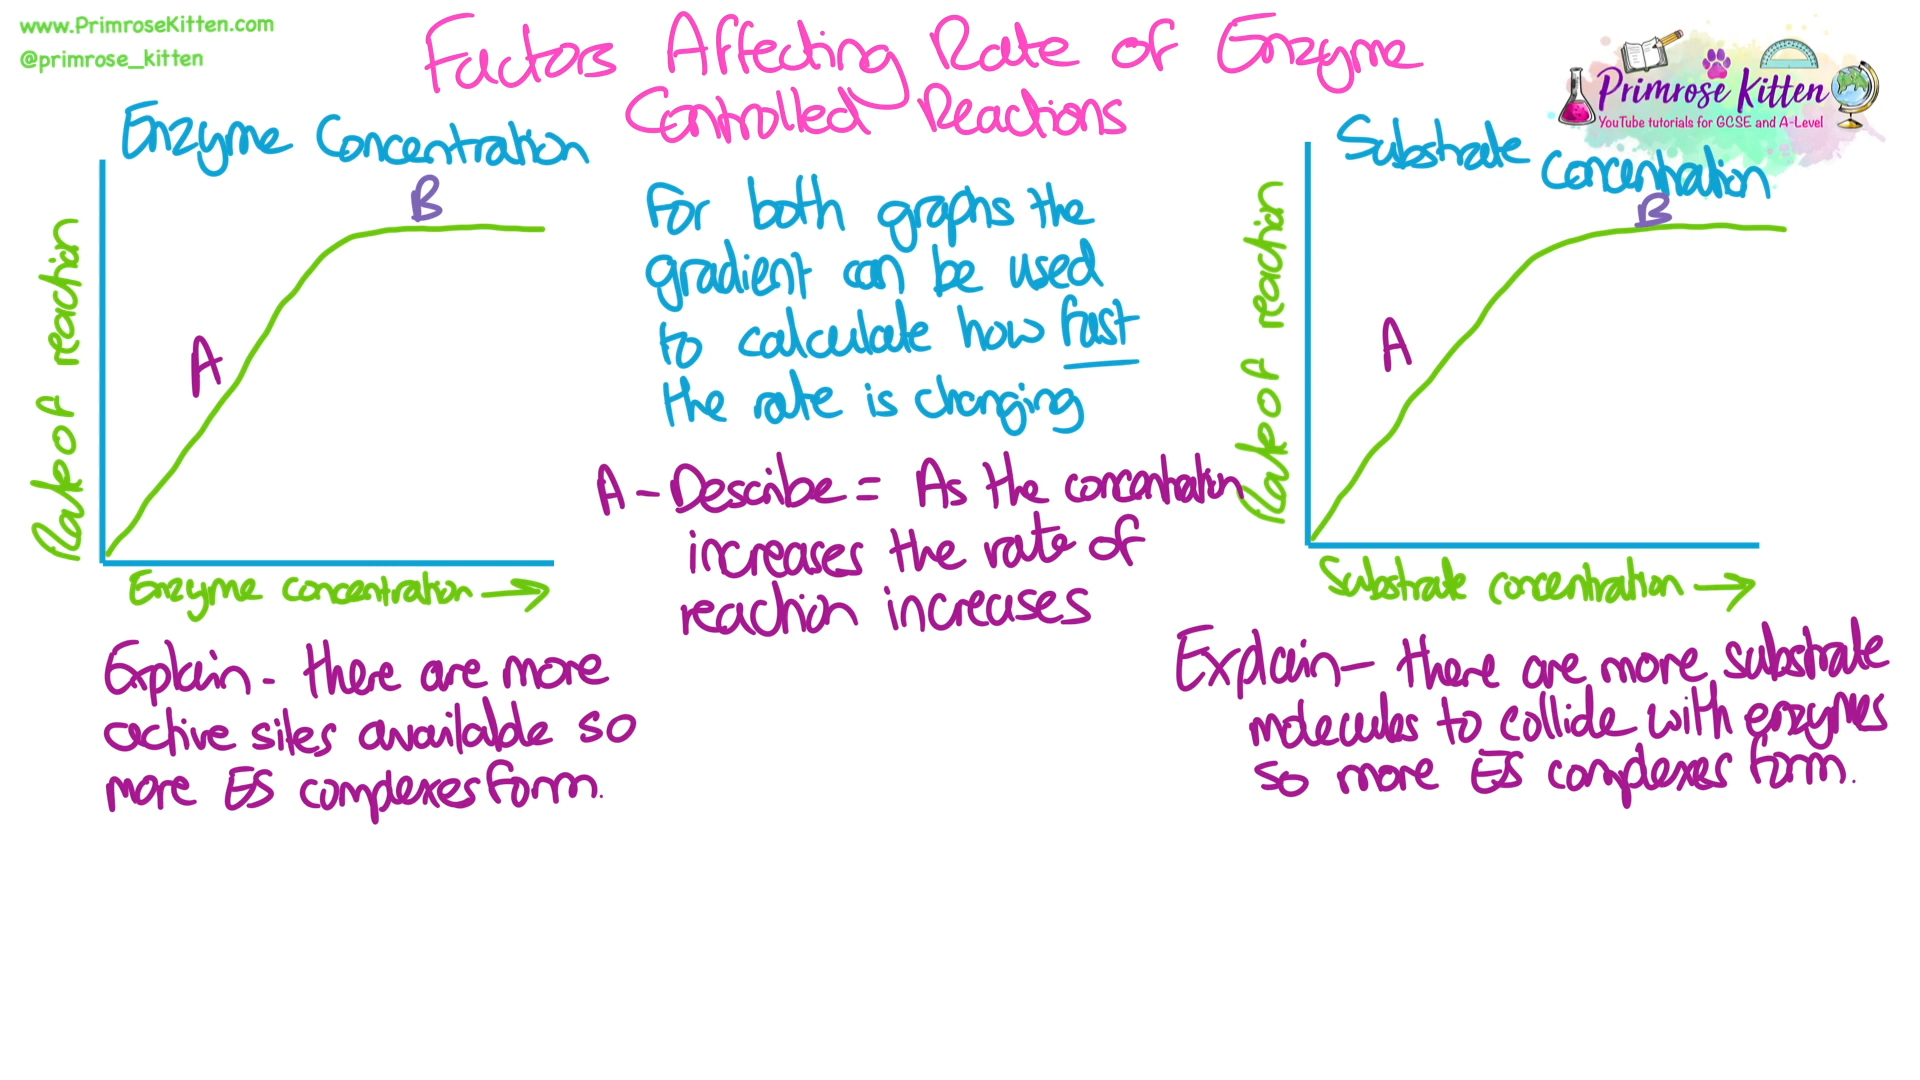 www.PrimroseKitten.com
@primrose_kitten
Factors Affecting Rate of Enzyme
Controlled Reactions
Primrose Kitten
YouTube tutorials for GCSE and A-Level
Enzyme Concentration
B
A
Rate of reaction
Enzyme concentration →
Explain - there are more
active sites available so
more ES complexes form.
For both graphs the
gradient can be used
to calculate how fast
the rate is changing
A - Describe = As the concentration
increases the rate of
reaction increases
Substrate
Concentration
B
A
Rate of reaction
Substrate concentration →
Explain - there are more substrate
molecules to collide with enzymes
so more ES complexes form.